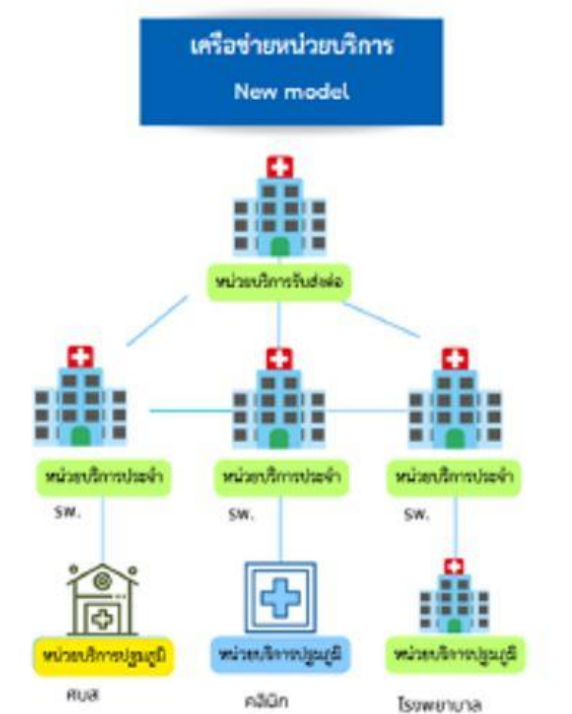 เครือข่ายหน่วยบริการ
New model
หน่วยบริการรับส่งต่อ
หน่วยบริการประจำ
หน่วยบริการประจำ
หน่วยบริการประจำ
รพ.
รพ.
รพ.
หน่วยบริการปฐมภูมิ
หน่วยบริการปฐมภูมิ
หน่วยบริการปฐมภูมิ
ศบส
คลินิก
โรงพยาบาล